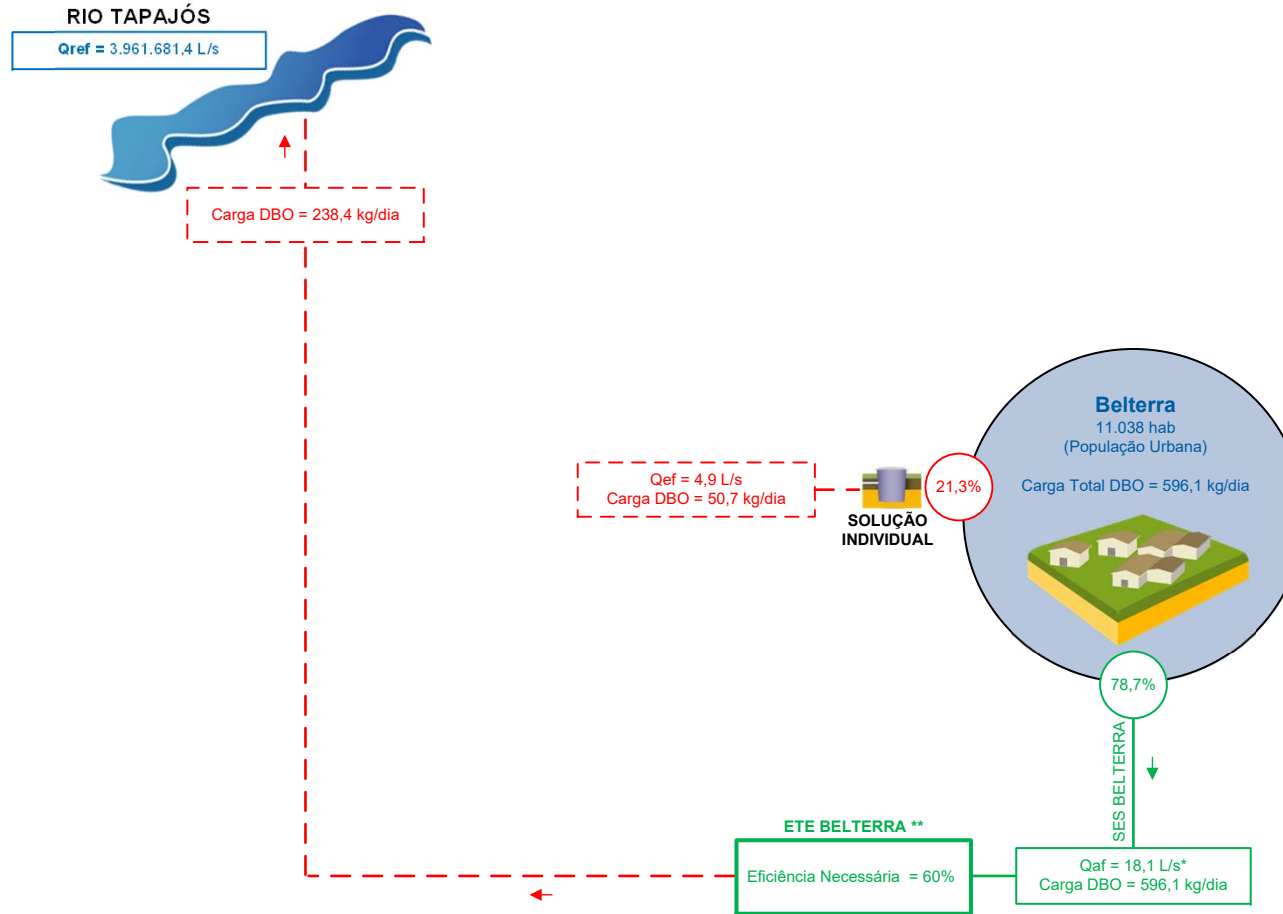 RIO TAPAJÓS
Qref = 3.961.681,4 L/s
Carga DBO = 238,4 kg/dia
Belterra
11.038 hab
(População Urbana)
Carga Total DBO = 596,1 kg/dia
Qef = 4,9 L/s
Carga DBO = 50,7 kg/dia
21,3%
SOLUÇÃO
INDIVIDUAL
78,7%
SES BELTERRA
ETE BELTERRA **
Eficiência Necessária = 60%
Qaf = 18,1 L/s*
Carga DBO = 596,1 kg/dia